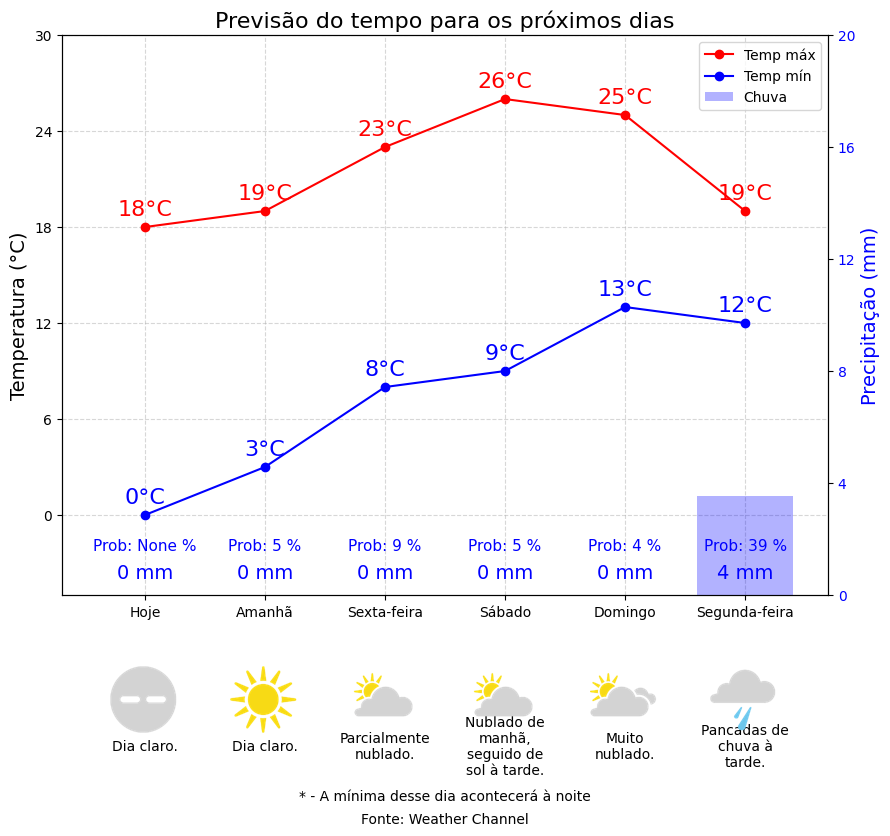 Previsão do tempo para os próximos dias
30
24
18
12
6
0
Temperatura (°C)
20
16
12
8
4
0
Precipitação (mm)
Temp máx
Temp mín
Chuva
18°C
19°C
23°C
26°C
25°C
19°C
0°C
3°C
8°C
9°C
13°C
12°C
Prob: None %
Prob: 5 %
Prob: 9 %
Prob: 5 %
Prob: 4 %
Prob: 39 %
0 mm
0 mm
0 mm
0 mm
0 mm
4 mm
Hoje
Amanhã
Sexta-feira
Sábado
Domingo
Segunda-feira
Dia claro.
Dia claro.
Parcialmente
nublado.
Nublado de
manhã,
seguido de
sol à tarde.
Muito
nublado.
Pancadas de
chuva à
tarde.
* - A mínima desse dia acontecerá à noite
Fonte: Weather Channel